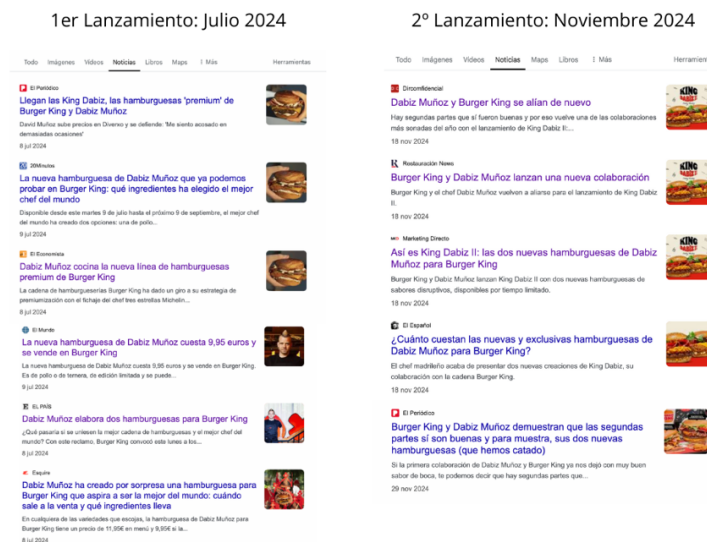 1er Lanzamiento: Julio 2024
Todo Imágenes Vídeos Noticias Libros Maps ⋮ Más Herramientas
El Periódico
Llegan las King Dabiz, las hamburguesas 'premium' de
Burger King y Dabiz Muñoz
David Muñoz sube precios en Diverxo y se defiende: 'Me siento acosado en
demasiadas ocasiones'
8 jul 2024
20Minutos
La nueva hamburguesa de Dabiz Muñoz que ya podemos
probar en Burger King: qué ingredientes ha elegido el mejor
chef del mundo
Disponible desde este martes 9 de julio hasta el próximo 9 de septiembre, el mejor chef
del mundo ha creado dos opciones: una de pollo...
9 jul 2024
El Economista
Dabiz Muñoz cocina la nueva línea de hamburguesas
premium de Burger King
La cadena de hamburgueserías Burger King ha dado un giro a su estrategia de
premiumización con el fichaje del chef tres estrellas Michelin...
8 jul 2024
El Mundo
La nueva hamburguesa de Dabiz Muñoz cuesta 9,95 euros y
se vende en Burger King
La nueva hamburguesa de Dabiz Muñoz cuesta 9,95 euros y se vende en Burger King.
Es de pollo o de ternera, de edición limitada y se puede...
9 jul 2024
EL PAÍS
Dabiz Muñoz elabora dos hamburguesas para Burger King
¿Qué pasaría si se uniesen la mejor cadena de hamburguesas y el mejor chef del
mundo? Con este reclamo, Burger King convocó este lunes a los...
8 jul 2024
Esquire
Dabiz Muñoz ha creado por sorpresa una hamburguesa para
Burger King que aspira a ser la mejor del mundo: cuándo
sale a la venta y qué ingredientes lleva
En cualquiera de las variedades que escojas, la hamburguesa de Dabiz Muñoz para
Burger King tiene un precio de 11,95€ en menú y 9,95€ si la...
8 jul 2024
2º Lanzamiento: Noviembre 2024
Todo Imágenes Vídeos Noticias Maps Libros ⋮ Más Herramien
Dircomfidencial
Dabiz Muñoz y Burger King se alían de nuevo
Hay segundas partes que sí fueron buenas y por eso vuelve una de las colaboraciones
más sonadas del año con el lanzamiento de King Dabiz II:...
19 nov 2024
KING
DABIZ
Restauración News
Burger King y Dabiz Muñoz lanzan una nueva colaboración
Burger King y el chef Dabiz Muñoz vuelven a aliarse para el lanzamiento de King Dabiz
II.
18 nov 2024
KING
DABIZ
Marketing Directo
Así es King Dabiz II: las dos nuevas hamburguesas de Dabiz
Muñoz para Burger King
Burger King y Dabiz Muñoz lanzan King Dabiz II con dos nuevas hamburguesas de
sabores disruptivos, disponibles por tiempo limitado.
18 nov 2024
KING
DABIZ
El Español
¿Cuánto cuestan las nuevas y exclusivas hamburguesas de
Dabiz Muñoz para Burger King?
El chef madrileño acaba de presentar dos nuevas creaciones de King Dabiz, su
colaboración con la cadena Burger King.
18 nov 2024
El Periódico
Burger King y Dabiz Muñoz demuestran que las segundas
partes sí son buenas y para muestra, sus dos nuevas
hamburguesas (que hemos catado)
Si la primera colaboración de Dabiz Muñoz y Burger King ya nos dejó con muy buen
sabor de boca, te podemos decir que hay segundas partes que...
29 nov 2024